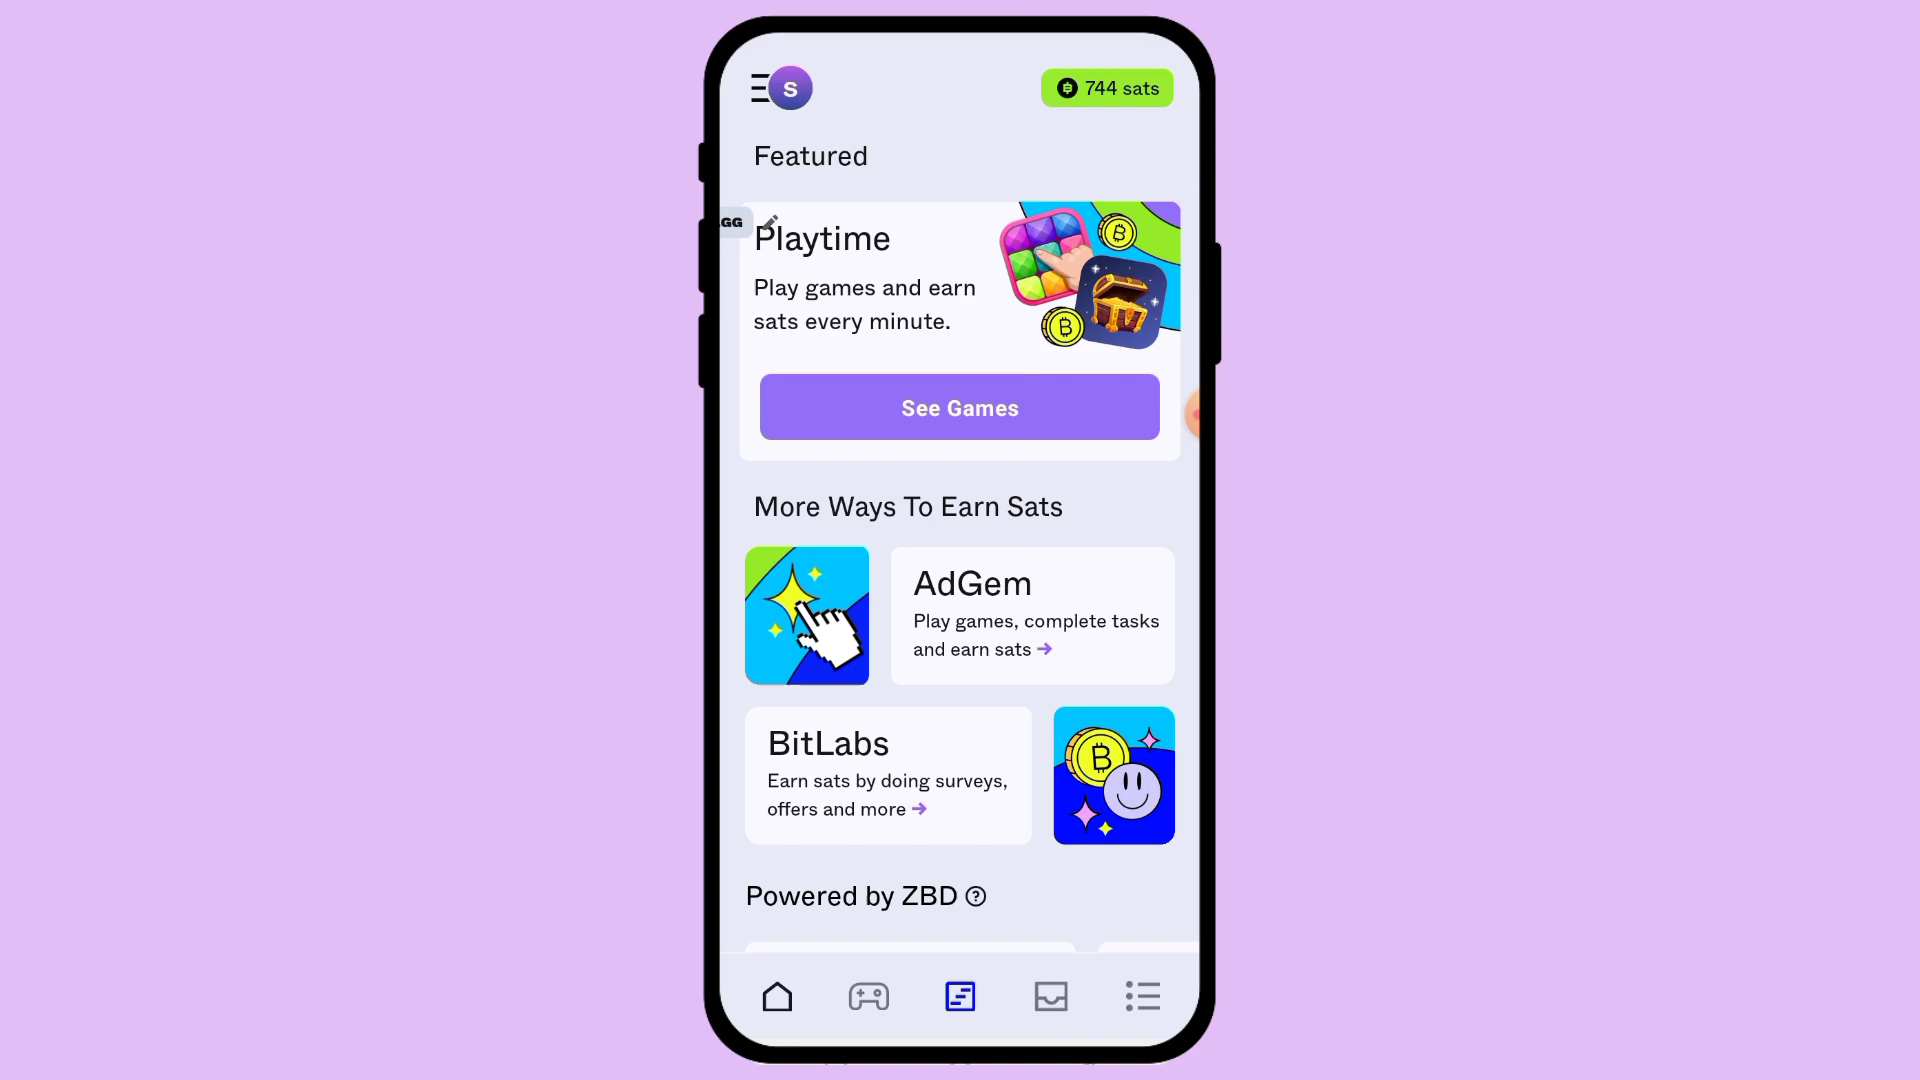 S
744 sats
Featured
GG
Playtime
Play games and earn
sats every minute.
See Games
More Ways To Earn Sats
AdGem
Play games, complete tasks
and earn sats →
BitLabs
Earn sats by doing surveys,
offers and more →
Powered by ZBD ?